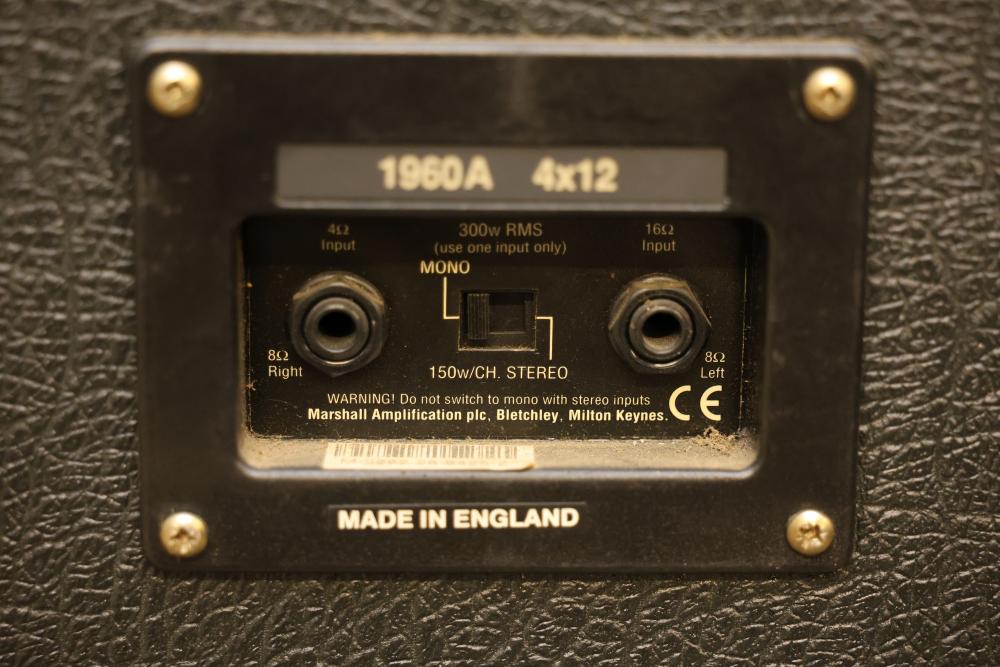 1960A 4x12
4Ω Input
300w RMS
(use one input only)
16Ω Input
MONO
8Ω Right
150w/CH. STEREO
8Ω Left
WARNING! Do not switch to mono with stereo inputs
Marshall Amplification plc, Bletchley, Milton Keynes.
CE
MADE IN ENGLAND